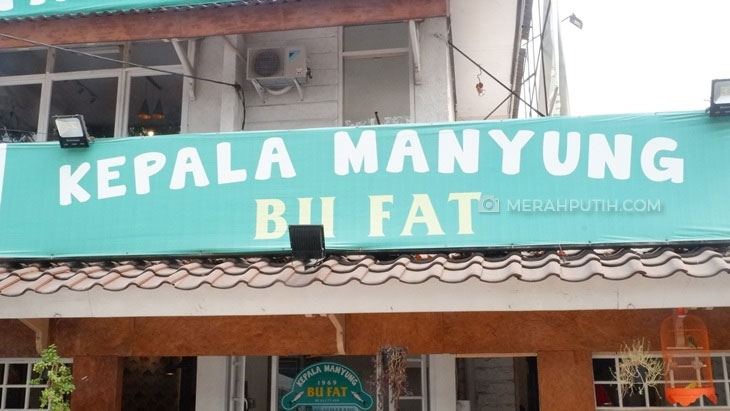 KEPALA MANYUNG
BU FAT
MERAHPUTIH.COM
KEPALA MANYUNG
1969
BU FAT